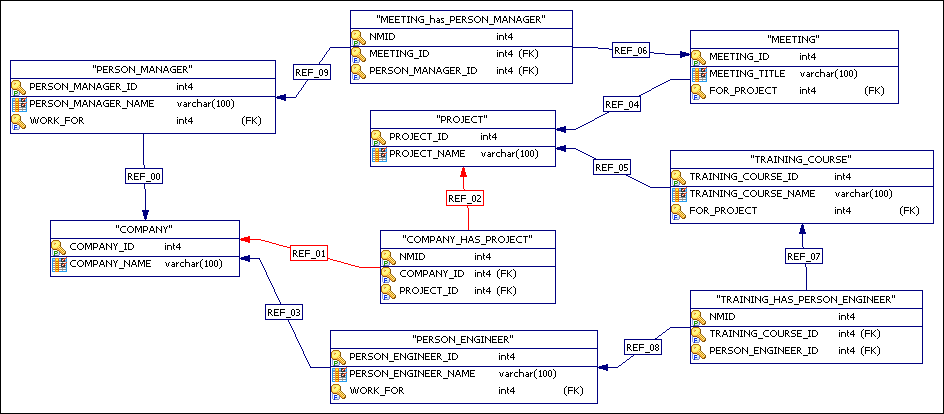 "MEETING_has_PERSON_MANAGER"
NMID int4
MEETING_ID int4 (FK)
PERSON_MANAGER_ID int4 (FK)
REF_06
"MEETING"
MEETING_ID int4
MEETING_TITLE varchar(100)
FOR_PROJECT int4 (FK)
REF_09
"PERSON_MANAGER"
PERSON_MANAGER_ID int4
PERSON_MANAGER_NAME varchar(100)
WORK_FOR int4 (FK)
REF_04
"PROJECT"
PROJECT_ID int4
PROJECT_NAME varchar(100)
REF_05
"TRAINING_COURSE"
TRAINING_COURSE_ID int4
TRAINING_COURSE_NAME varchar(100)
FOR_PROJECT int4 (FK)
REF_00
REF_02
"COMPANY"
COMPANY_ID int4
COMPANY_NAME varchar(100)
REF_01
"COMPANY_HAS_PROJECT"
NMID int4
COMPANY_ID int4 (FK)
PROJECT_ID int4 (FK)
REF_07
"TRAINING_HAS_PERSON_ENGINEER"
NMID int4
TRAINING_COURSE_ID int4 (FK)
PERSON_ENGINEER_ID int4 (FK)
REF_03
"PERSON_ENGINEER"
PERSON_ENGINEER_ID int4
PERSON_ENGINEER_NAME varchar(100)
WORK_FOR int4 (FK)
REF_08